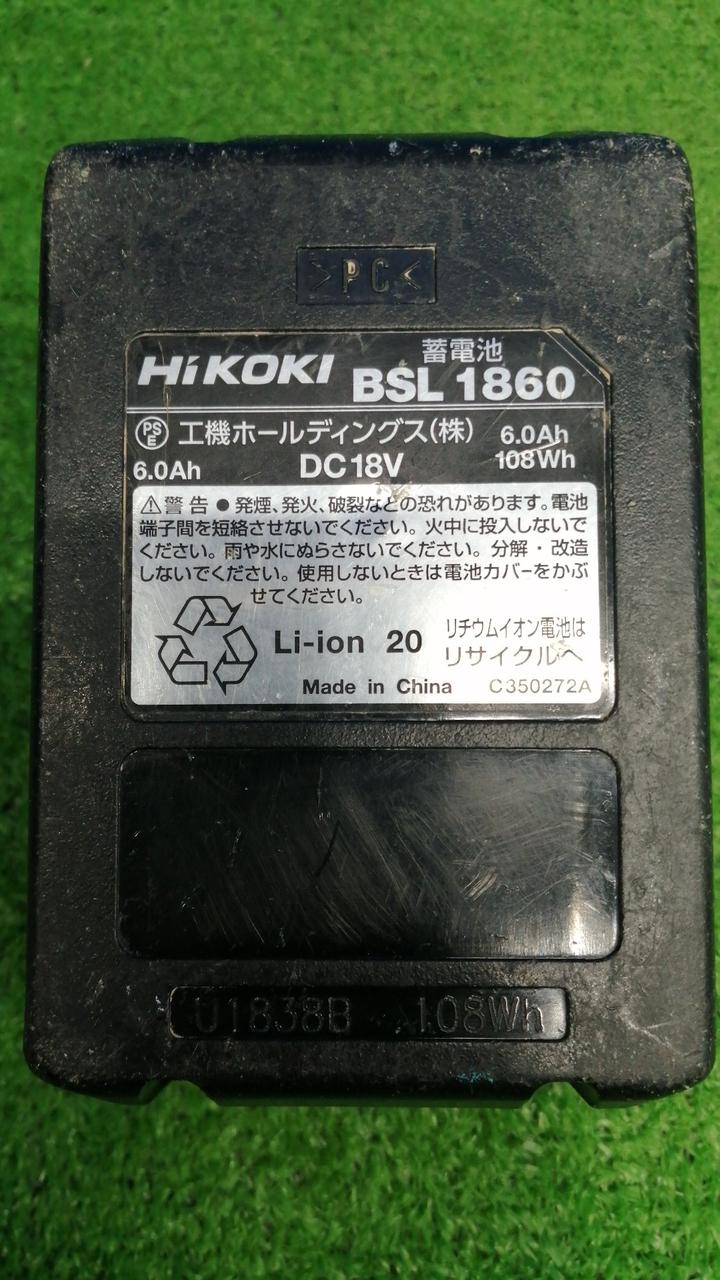 >PC<
蓄電池
HiKOKI BSL 1860
PS E 工機ホールディングス(株) 6.0Ah
6.0Ah DC18V 108Wh
⚠警告 ● 発煙、発火、破裂などの恐れがあります。電池
端子間を短絡させないでください。火中に投入しないで
ください。雨や水にぬらさないでください。分解・改造
しないでください。使用しないときは電池カバーをかぶ
せてください。
Li-ion 20 リチウムイオン電池は
リサイクルへ
Made in China C350272A
U1838B 108Wh